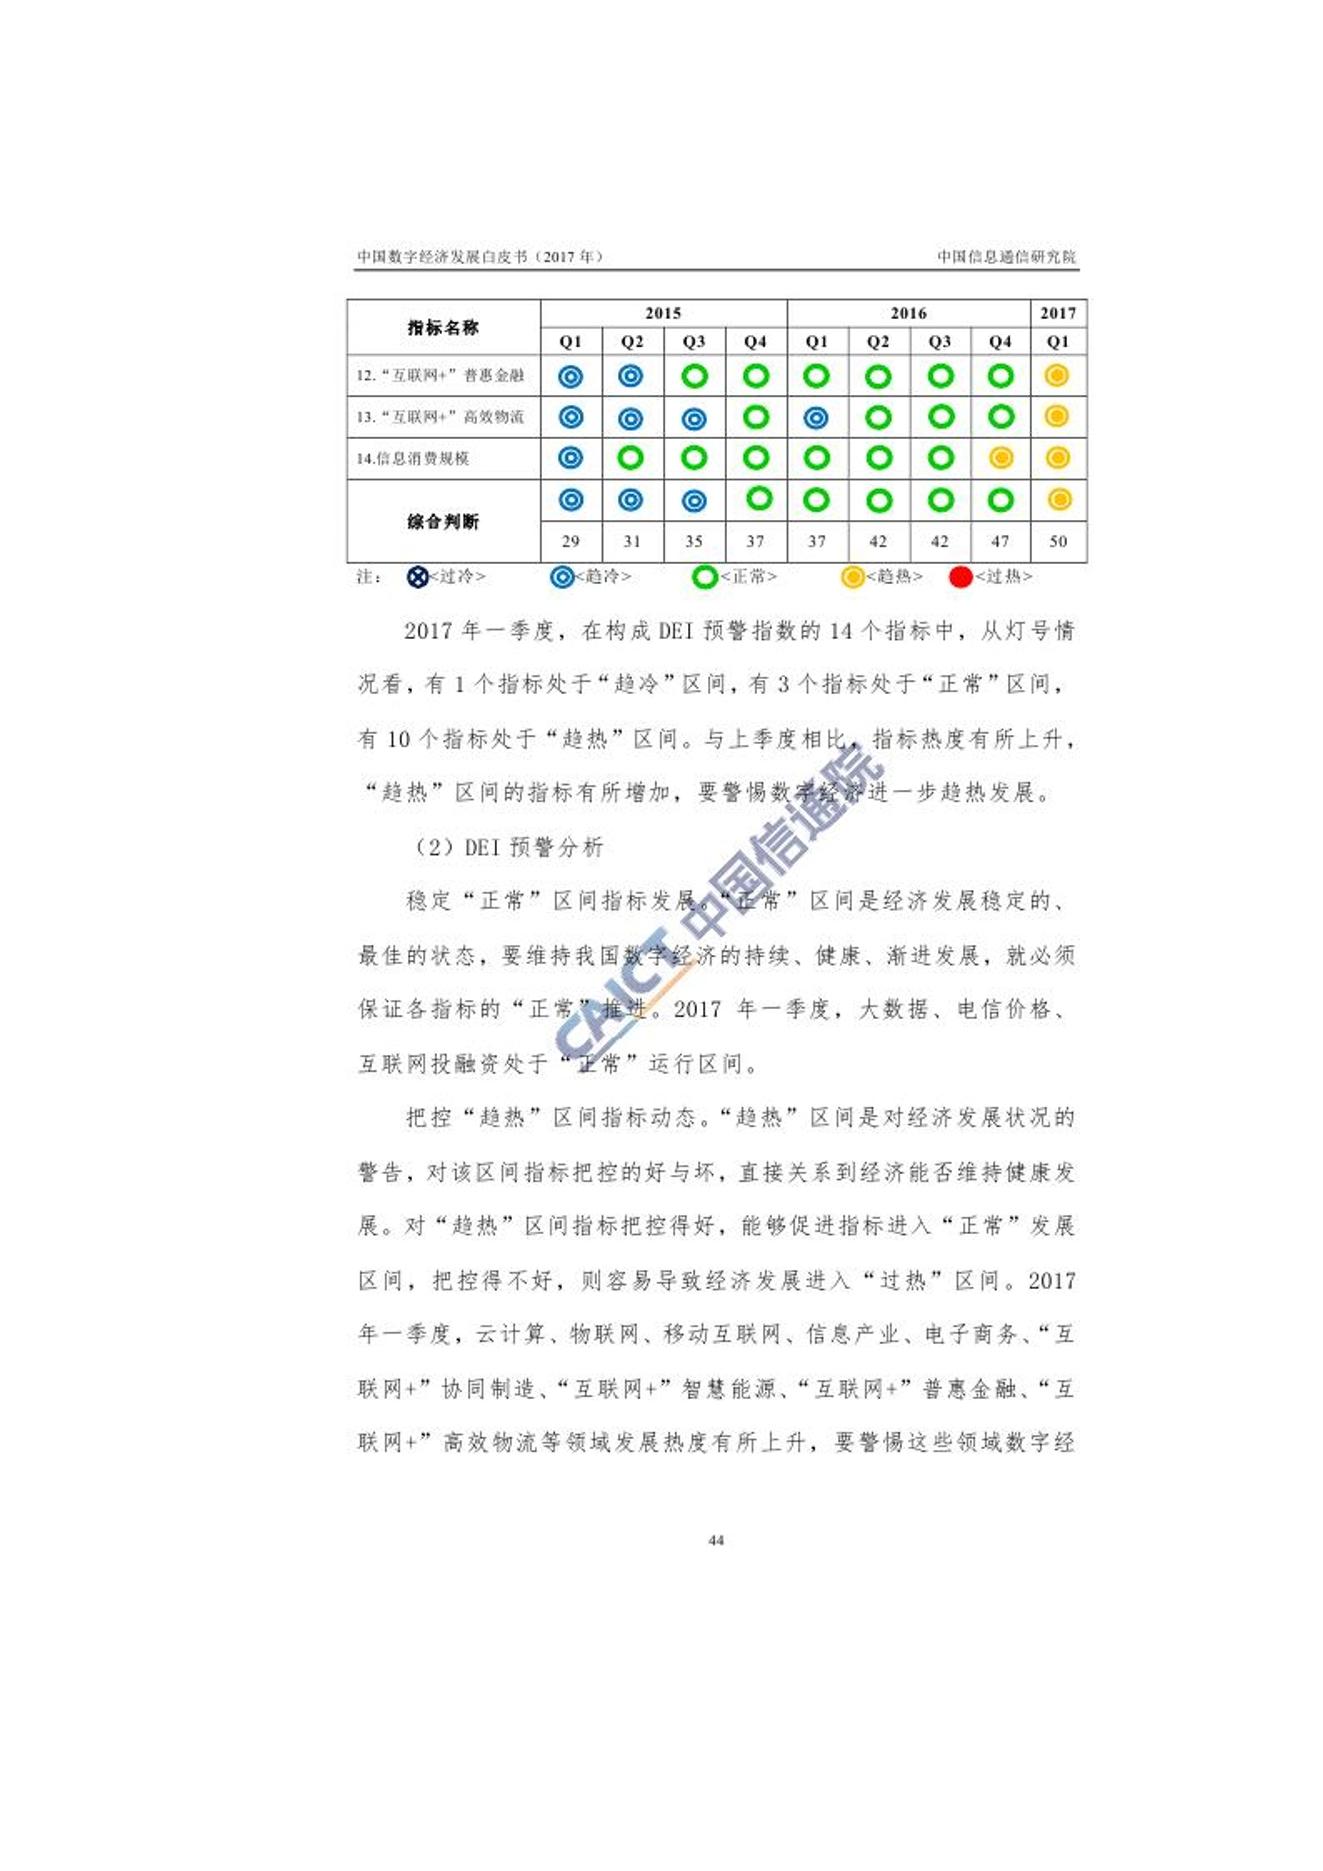 中国数字经济发展白皮书（2017 年）　中国信息通信研究院
指标名称　2015　2016　2017
Q1　Q2　Q3　Q4　Q1　Q2　Q3　Q4　Q1
12.“互联网+”普惠金融
13.“互联网+”高效物流
14.信息消费规模
综合判断
29　31　35　37　37　42　42　47　50
注：　<过冷>　<趋冷>　<正常>　<趋热>　<过热>
2017 年一季度，在构成 DEI 预警指数的 14 个指标中，从灯号情
况看，有 1 个指标处于“趋冷”区间，有 3 个指标处于“正常”区间，
有 10 个指标处于“趋热”区间。与上季度相比，指标热度有所上升，
“趋热”区间的指标有所增加，要警惕数字经济进一步趋热发展。
（2）DEI 预警分析
稳定“正常”区间指标发展。“正常”区间是经济发展稳定的、
最佳的状态，要维持我国数字经济的持续、健康、渐进发展，就必须
保证各指标的“正常”推进。2017 年一季度，大数据、电信价格、
互联网投融资处于“正常”运行区间。
把控“趋热”区间指标动态。“趋热”区间是对经济发展状况的
警告，对该区间指标把控的好与坏，直接关系到经济能否维持健康发
展。对“趋热”区间指标把控得好，能够促进指标进入“正常”发展
区间，把控得不好，则容易导致经济发展进入“过热”区间。2017
年一季度，云计算、物联网、移动互联网、信息产业、电子商务、“互
联网+”协同制造、“互联网+”智慧能源、“互联网+”普惠金融、“互
联网+”高效物流等领域发展热度有所上升，要警惕这些领域数字经
CAICT 中国信通院
44